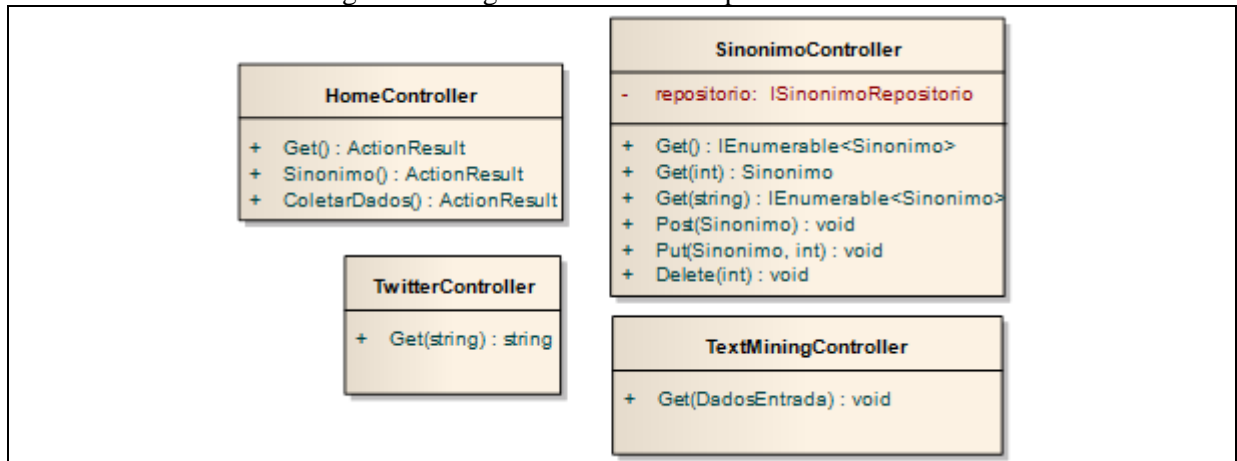 HomeController
+ Get() : ActionResult
+ Sinonimo() : ActionResult
+ ColetarDados() : ActionResult
SinonimoController
- repositorio: ISinonimoRepositorio
+ Get() : IEnumerable<Sinonimo>
+ Get(int) : Sinonimo
+ Get(string) : IEnumerable<Sinonimo>
+ Post(Sinonimo) : void
+ Put(Sinonimo, int) : void
+ Delete(int) : void
TwitterController
+ Get(string) : string
TextMiningController
+ Get(DadosEntrada) : void